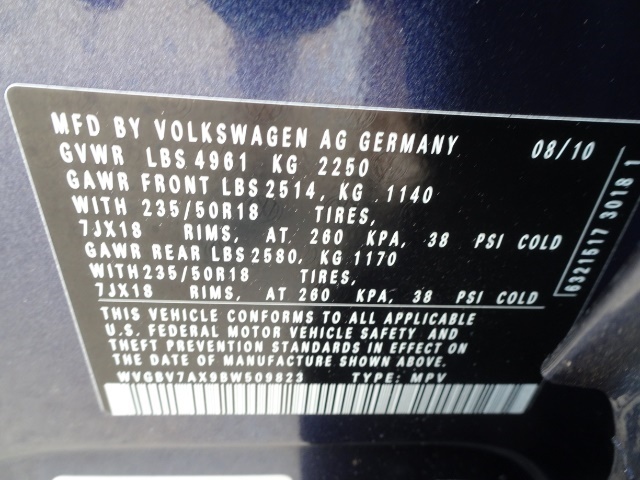 MFD BY VOLKSWAGEN AG GERMANY 08/10
GVWR LBS 4961 KG 2250
GAWR FRONT LBS 2514, KG 1140
WITH 235/50R18 TIRES,
7JX18 RIMS, AT 260 KPA, 38 PSI COLD
GAWR REAR LBS 2580, KG 1170
WITH235/50R18 TIRES,
7JX18 RIMS, AT 260 KPA, 38 PSI COLD
THIS VEHICLE CONFORMS TO ALL APPLICABLE
U.S. FEDERAL MOTOR VEHICLE SAFETY AND
THEFT PREVENTION STANDARDS IN EFFECT ON
THE DATE OF MANUFACTURE SHOWN ABOVE.
WVGBV7AX9BW509823 TYPE: MPV
6321517 3018 1